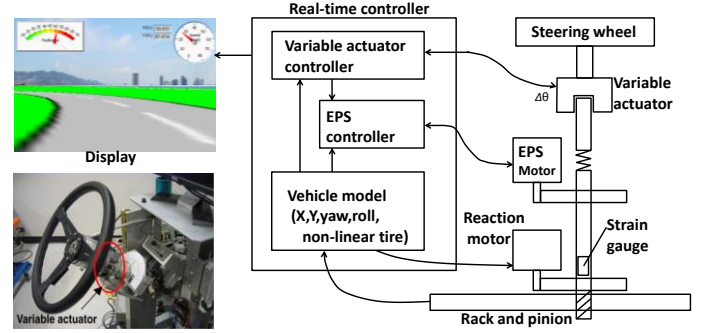 Real-time controller
Variable actuator
controller
EPS
controller
Vehicle model
(X,Y,yaw,roll,
non-linear tire)
Display
Variable actuator
Steering wheel
Δθ
Variable
actuator
EPS
Motor
Reaction
motor
Strain
gauge
Rack and pinion